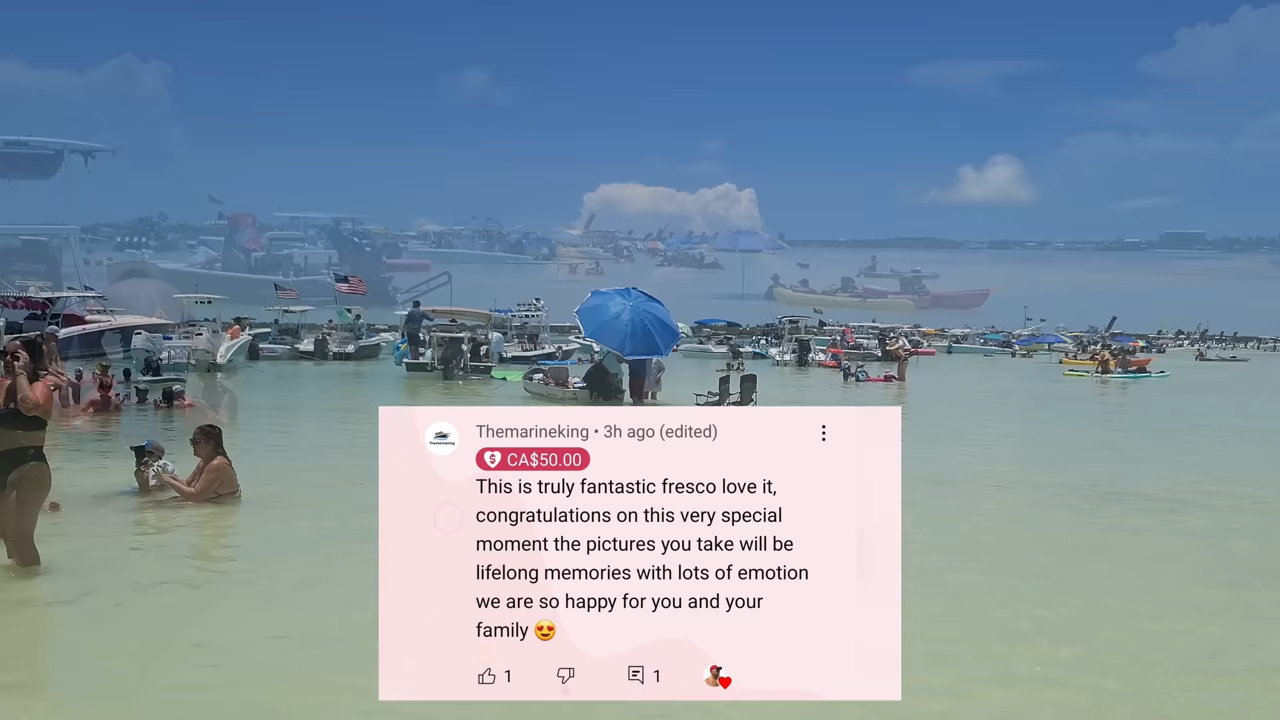 Themarineking • 3h ago (edited)
CA$50.00
This is truly fantastic fresco love it,
congratulations on this very special
moment the pictures you take will be
lifelong memories with lots of emotion
we are so happy for you and your
family 😍
1
1